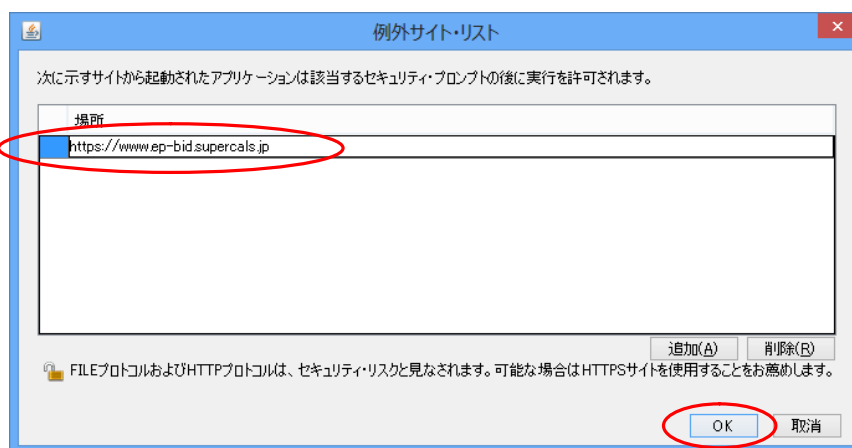 例外サイト・リスト
次に示すサイトから起動されたアプリケーションは該当するセキュリティ・プロンプトの後に実行を許可されます。
場所
https://www.ep-bid.supercals.jp
追加(A) 削除(R)
FILEプロトコルおよびHTTPプロトコルは、セキュリティ・リスクと見なされます。可能な場合はHTTPSサイトを使用することをお薦めします。
OK 取消